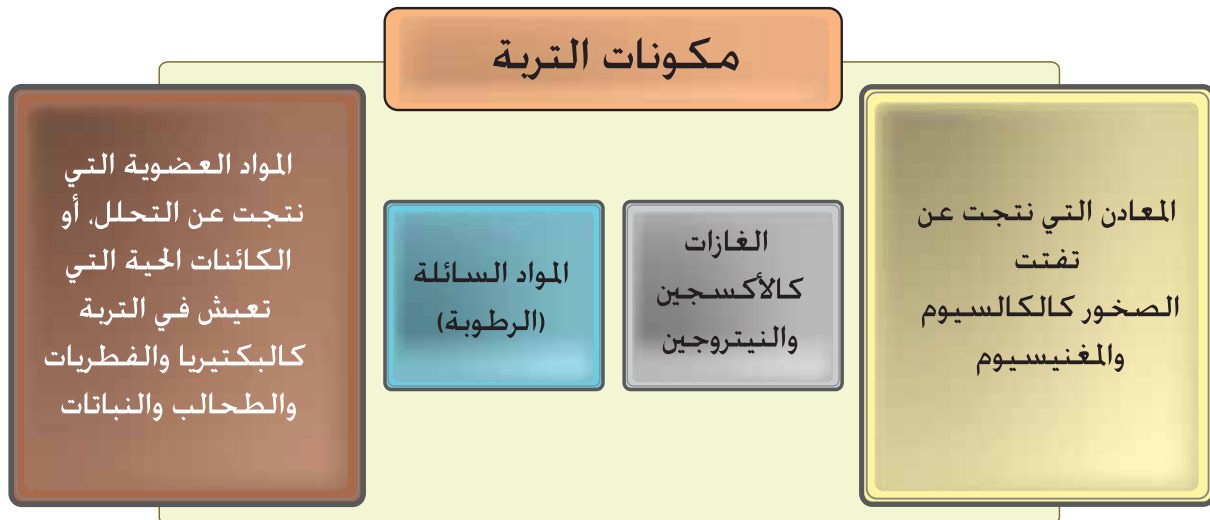 مكونات التربة
المعادن التي نتجت عن
تفتت
الصخور كالكالسيوم
والمغنيسيوم
الغازات
كالأكسجين
والنيتروجين
المواد السائلة
(الرطوبة)
المواد العضوية التي
نتجت عن التحلل، أو
الكائنات الحية التي
تعيش في التربة
كالبكتيريا والفطريات
والطحالب والنباتات